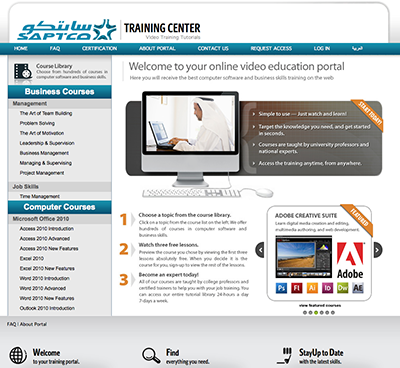 سابتكو
SAPTCO
TRAINING CENTER
Video Training Tutorials
HOME FAQ CERTIFICATION ABOUT PORTAL CONTACT US REQUEST ACCESS LOG IN العربية
Course Library
Choose from hundreds of courses in computer software and business skills.
Business Courses
Management
The Art of Team Building
Problem Solving
The Art of Motivation
Leadership & Supervision
Business Management
Managing & Supervising
Project Management
Job Skills
Time Management
Computer Courses
Microsoft Office 2010
Access 2010 Introduction
Access 2010 Advanced
Access 2010 New Features
Excel 2010
Excel 2010 New Features
Word 2010 Introduction
Word 2010 Advanced
Word 2010 New Features
Outlook 2010 Introduction
Welcome to your online video education portal
Here you will receive the best computer software and business skills training on the web
START TODAY!
Simple to use — Just watch and learn!
Target the knowledge you need, and get started
in seconds.
Courses are taught by university professors and
national experts.
Access the training anytime, from anywhere.
1 Choose a topic from the course library.
Click on a topic from the course list on the left. We offer
hundreds of courses in computer software and
business skills.
2 Watch three free lessons.
Preview the course you chose by viewing the first three
lessons absolutely free. When you decide it is the
course for you, sign-up to view the rest of the lessons.
3 Become an expert today!
All of our courses are taught by college professors and
certified trainers to help you with your job training. You
can access our entire tutorial library 24-hours a day
7 days a week.
FEATURED
ADOBE CREATIVE SUITE
Learn digital media creation and editing,
multimedia authoring, and web development.
Adobe
Ps Fl Ai Id Dw Ae
view featured courses
FAQ | About Portal
Welcome
to your training portal.
Find
everything you need.
StayUp to Date
with the latest skills.